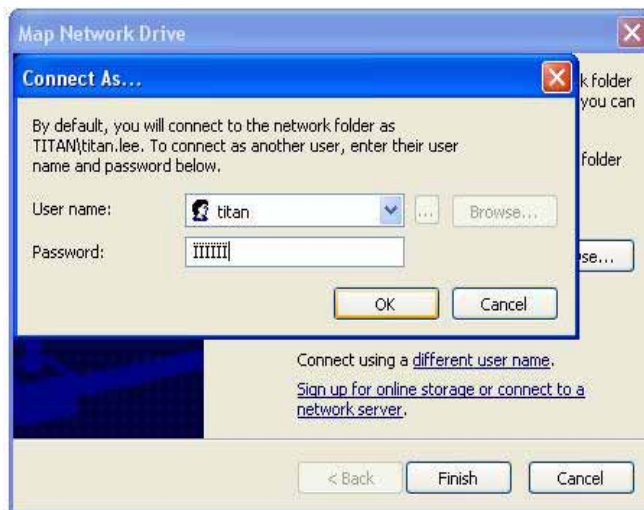 Map Network Drive
Connect As...
k folder
you can
By default, you will connect to the network folder as
TITAN\titan.lee. To connect as another user, enter their user
name and password below.
folder
User name:
titan
...
Browse...
Password:
ÏÏÏÏÏÏ
se...
OK
Cancel
Connect using a different user name.
Sign up for online storage or connect to a
network server.
< Back
Finish
Cancel